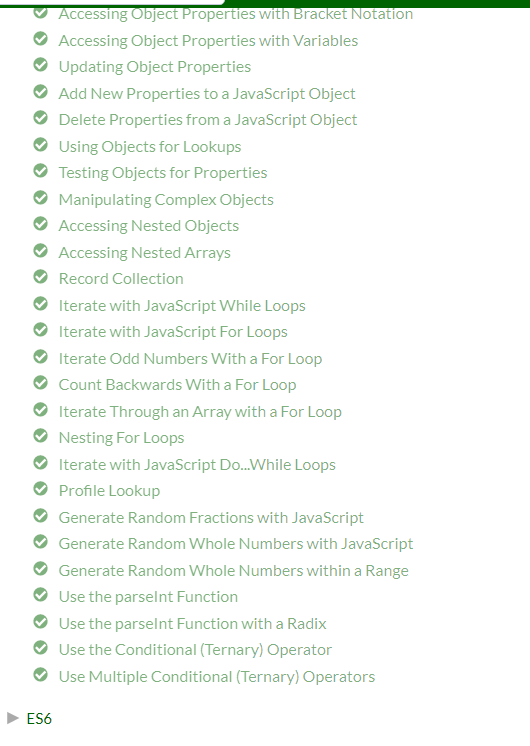 Accessing Object Properties with Bracket Notation
Accessing Object Properties with Variables
Updating Object Properties
Add New Properties to a JavaScript Object
Delete Properties from a JavaScript Object
Using Objects for Lookups
Testing Objects for Properties
Manipulating Complex Objects
Accessing Nested Objects
Accessing Nested Arrays
Record Collection
Iterate with JavaScript While Loops
Iterate with JavaScript For Loops
Iterate Odd Numbers With a For Loop
Count Backwards With a For Loop
Iterate Through an Array with a For Loop
Nesting For Loops
Iterate with JavaScript Do...While Loops
Profile Lookup
Generate Random Fractions with JavaScript
Generate Random Whole Numbers with JavaScript
Generate Random Whole Numbers within a Range
Use the parseInt Function
Use the parseInt Function with a Radix
Use the Conditional (Ternary) Operator
Use Multiple Conditional (Ternary) Operators
ES6